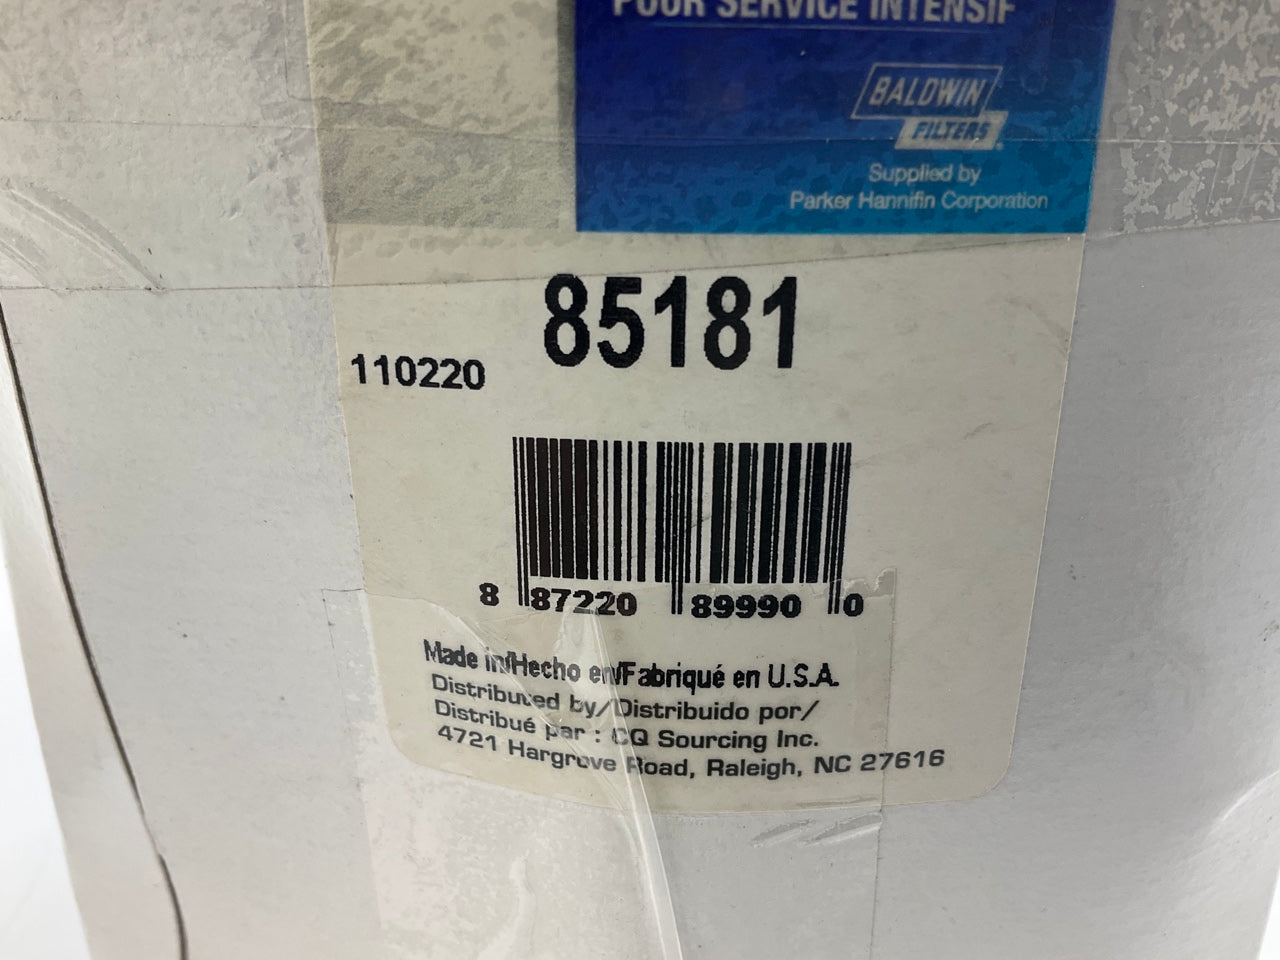 POUR SERVICE INTENSIF
BALDWIN
FILTERS
Supplied by
Parker Hannifin Corporation
85181
110220
8 87220 89990 0
Made in/Hecho en/Fabriqué en U.S.A.
Distributed by/Distribuido por/
Distribué par : CQ Sourcing Inc.
4721 Hargrove Road, Raleigh, NC 27616